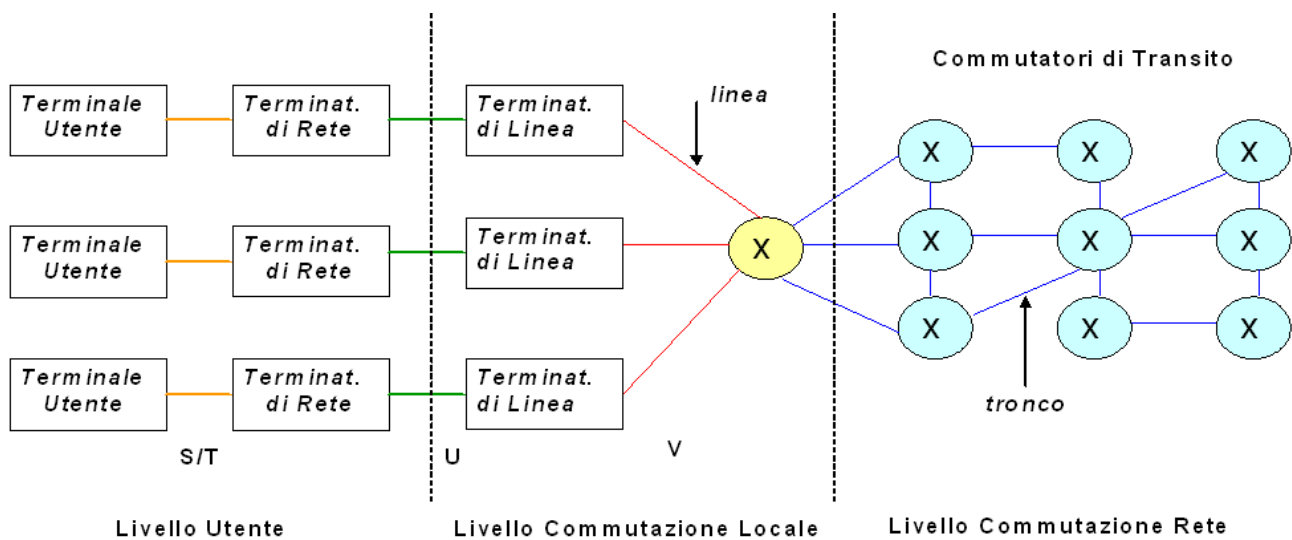 Commutatori di Transito
Terminale
Utente
Terminat.
di Rete
Terminat.
di Linea
linea
X
X
X
Terminale
Utente
Terminat.
di Rete
Terminat.
di Linea
X
X
X
X
Terminale
Utente
Terminat.
di Rete
Terminat.
di Linea
X
X
X
tronco
S/T
U
V
Livello Utente
Livello Commutazione Locale
Livello Commutazione Rete